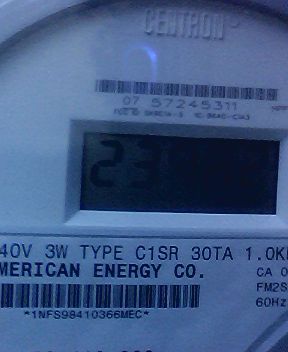 CENTRON
07 57245311
23
40V 3W TYPE C1SR 30TA 1.0K
MERICAN ENERGY CO.
CA 0
FM2S
60Hz
*1NFS98410366MEC*